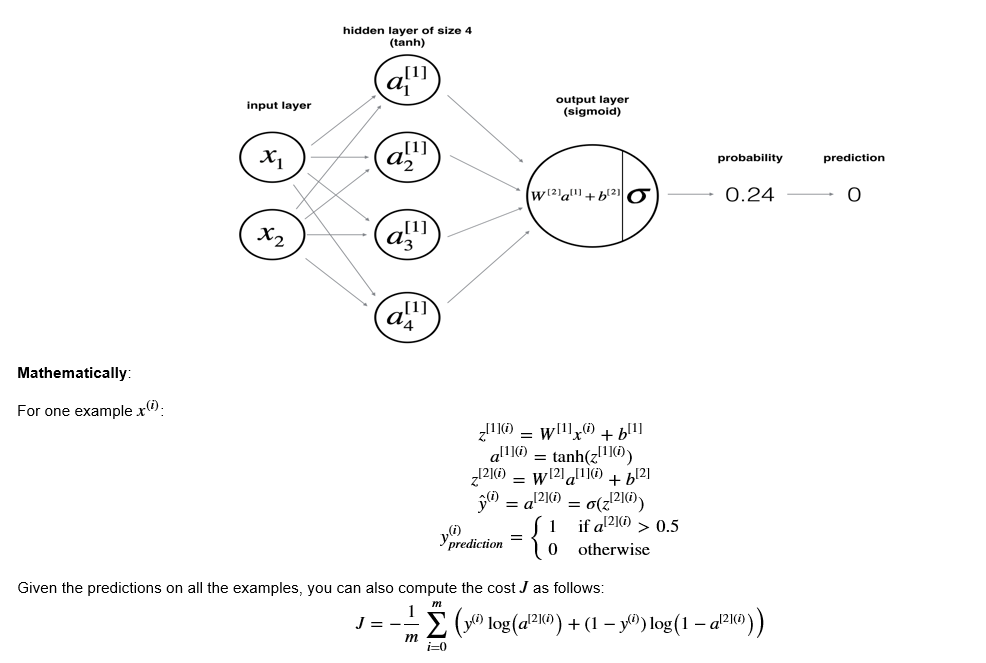 hidden layer of size 4
(tanh)
a₁^[1]
input layer
output layer
(sigmoid)
x₁
a₂^[1]
probability
prediction
W^[2]a^[1] + b^[2] σ
0.24
0
x₂
a₃^[1]
a₄^[1]
Mathematically:
For one example x^(i):
z^[1](i) = W^[1]x^(i) + b^[1]
a^[1](i) = tanh(z^[1](i))
z^[2](i) = W^[2]a^[1](i) + b^[2]
ŷ^(i) = a^[2](i) = σ(z^[2](i))
y^(i)_prediction = { 1 if a^[2](i) > 0.5
0 otherwise
Given the predictions on all the examples, you can also compute the cost J as follows:
J = − 1/m ∑_{i=0}^{m} (y^(i) log(a^[2](i)) + (1 − y^(i)) log(1 − a^[2](i)))